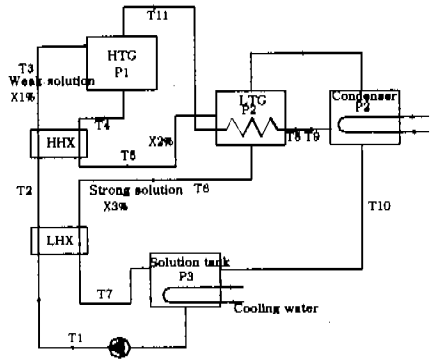 T11
T3
HTG
P1
Weak solution
X1%
T4
LTG
P2
Condenser
P2
HHX
X2%
T5
T8 T9
T2
Strong solution
T6
X3%
T10
LHX
Solution tank
P3
T7
Cooling water
T1